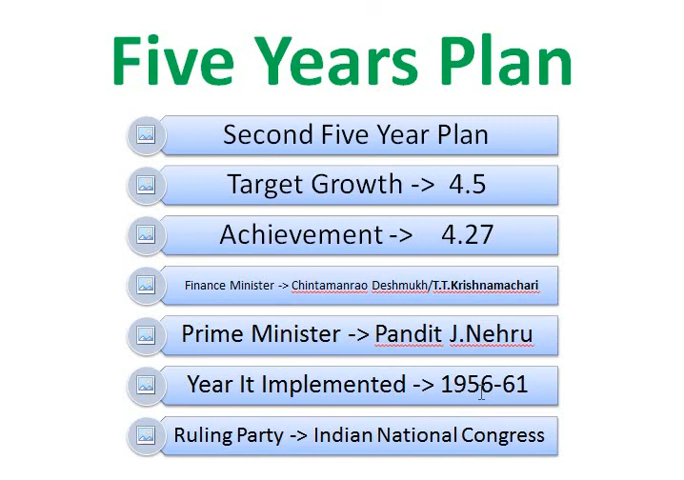 Five Years Plan
Second Five Year Plan
Target Growth -> 4.5
Achievement -> 4.27
Finance Minister -> Chintamanrao Deshmukh/T.T.Krishnamachari
Prime Minister -> Pandit J.Nehru
Year It Implemented -> 1956-61
Ruling Party -> Indian National Congress